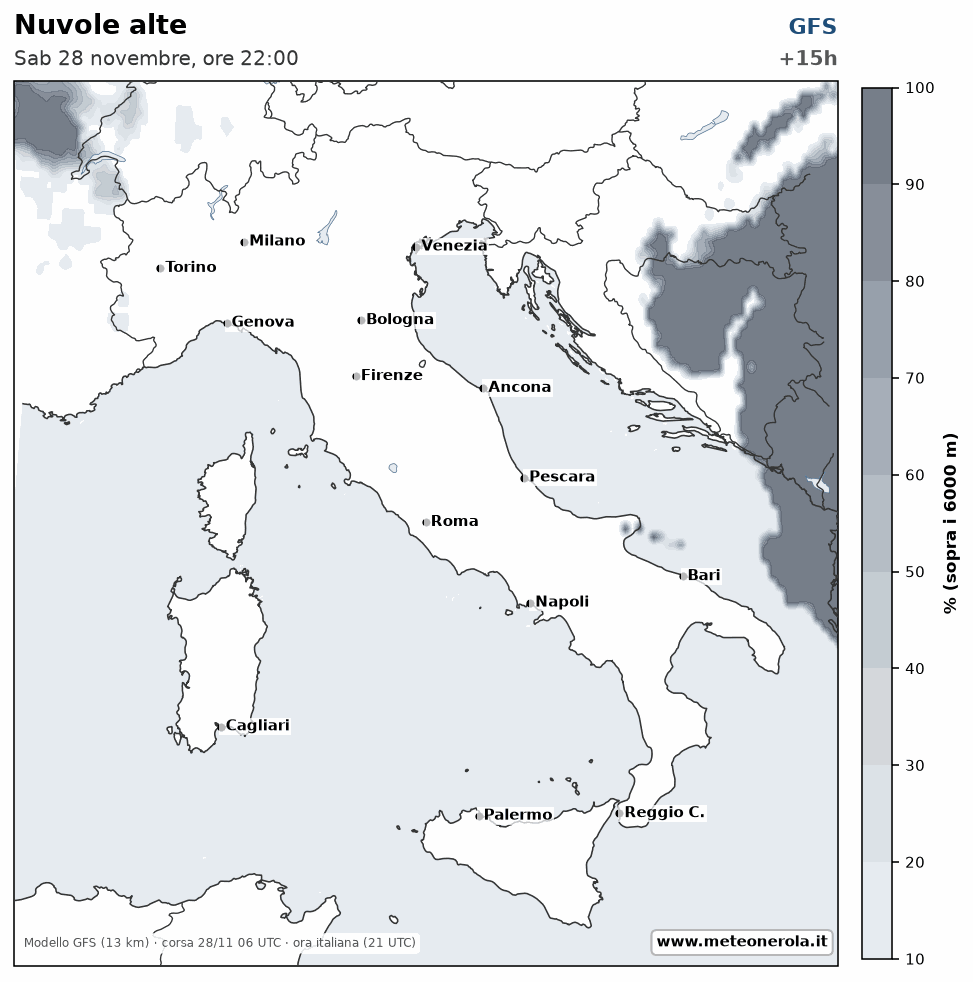 Nuvole alte
GFS
Sab 28 novembre, ore 22:00
+15h
Milano
Venezia
Torino
Genova
Bologna
Firenze
Ancona
Pescara
Roma
Bari
Napoli
Cagliari
Palermo
Reggio C.
100
90
80
70
60
50
40
30
20
10
% (sopra i 6000 m)
Modello GFS (13 km) · corsa 28/11 06 UTC · ora italiana (21 UTC)
www.meteonerola.it